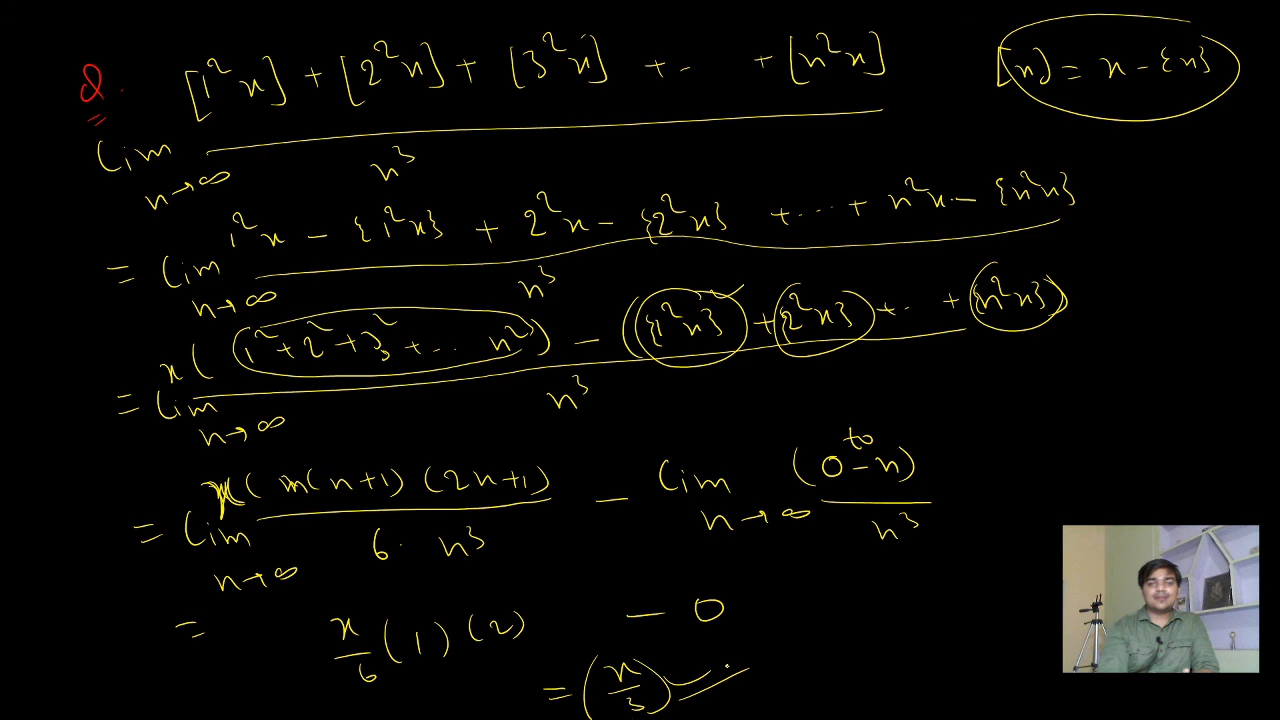 Q. [1²x] + [2²x] + [3²x] + .. + [n²x]
[x] = x - {x}
lim n→∞
n³
1²x - {1²x} + 2²x - {2²x} + ... + n²x - {n²x}
= lim n→∞
n³
x(1² + 2² + 3² + ... n²) - ({1²x} + {2²x} + .. + {n²x})
= lim n→∞
n³
x( n(n+1) (2n+1)
= lim n→∞
6. n³
- lim n→∞ (0 to - n)
n³
= x/6 (1) (2) - 0
= (x/3)